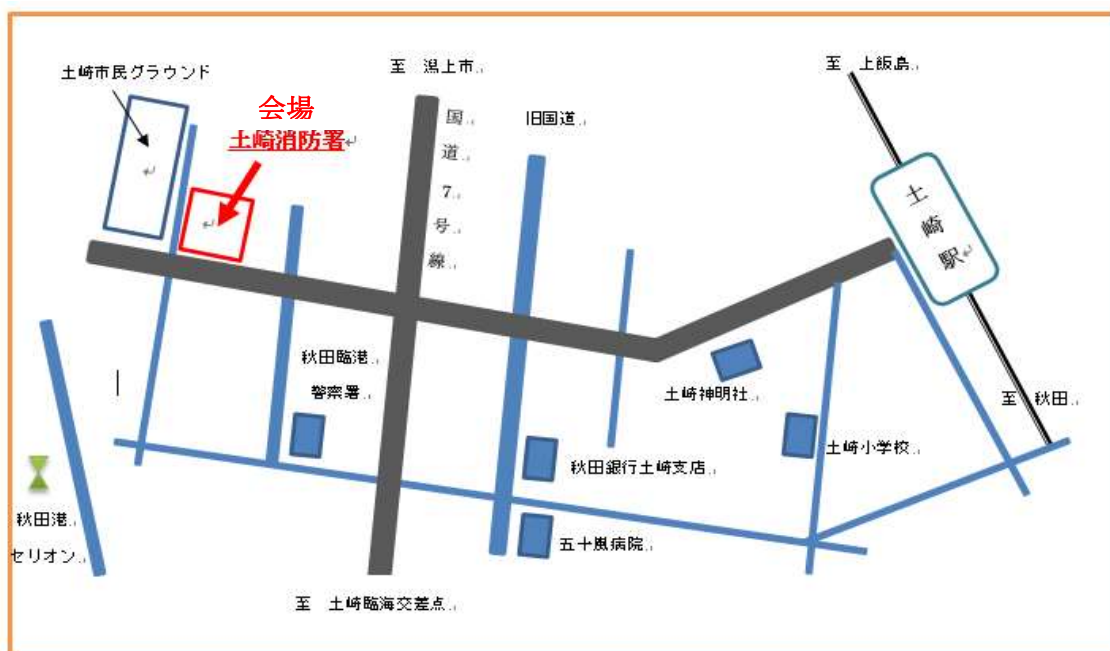 至　潟上市
至　上飯島
土崎市民グラウンド
会場
土崎消防署
国道7号線
旧国道
土崎駅
秋田臨港
警察署
土崎神明社
至　秋田
土崎小学校
秋田銀行土崎支店
秋田港
セリオン
五十嵐病院
至　土崎臨海交差点